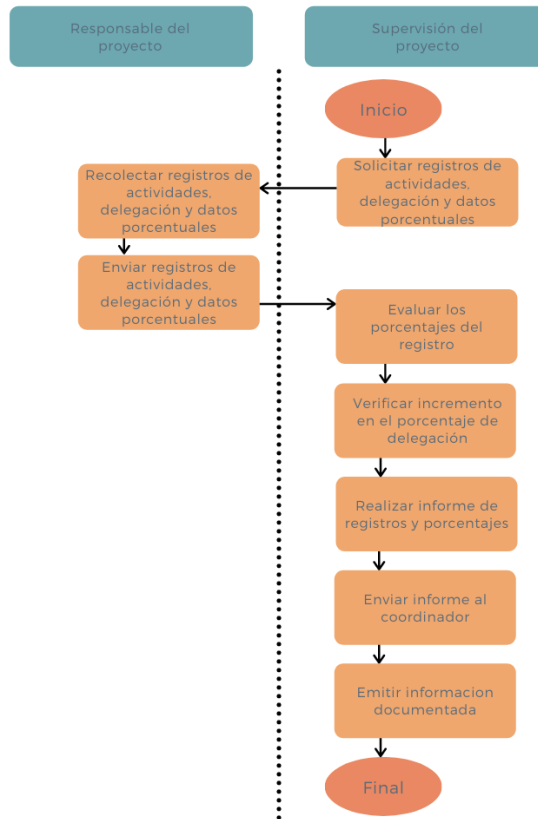 Responsable del
proyecto
Supervisión del
proyecto
Inicio
Solicitar registros de
actividades,
delegación y datos
porcentuales
Recolectar registros de
actividades,
delegación y datos
porcentuales
Enviar registros de
actividades,
delegación y datos
porcentuales
Evaluar los
porcentajes del
registro
Verificar incremento
en el porcentaje de
delegación
Realizar informe de
registros y porcentajes
Enviar informe al
coordinador
Emitir informacion
documentada
Final